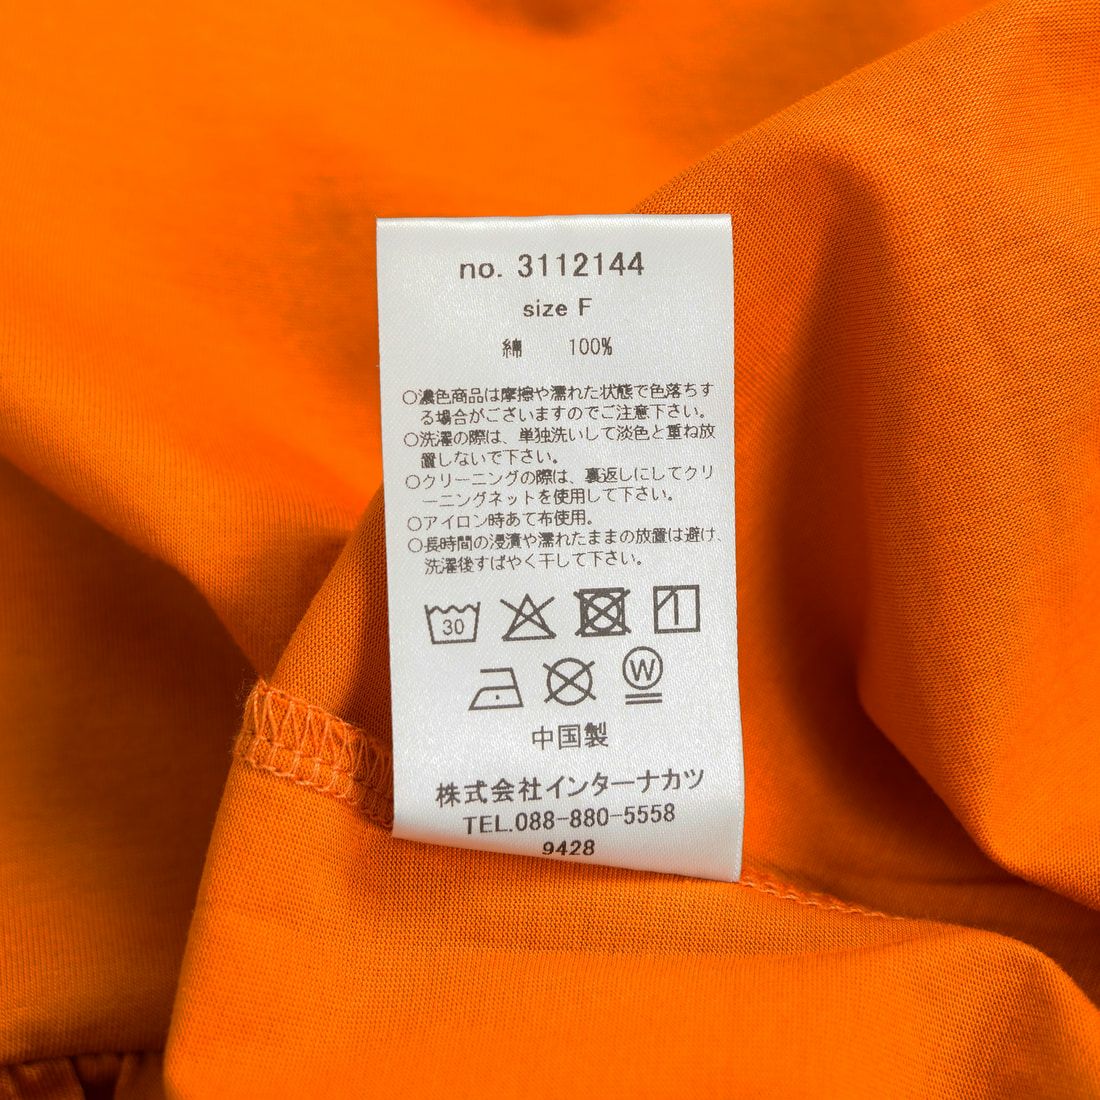 no. 3112144
size F
綿 100%
○濃色商品は摩擦や濡れた状態で色落ちす
る場合がございますのでご注意下さい。
○洗濯の際は、単独洗いして淡色と重ね放
置しないで下さい。
○クリーニングの際は、裏返しにしてクリ
ーニングネットを使用して下さい。
○アイロン時あて布使用。
○長時間の浸漬や濡れたままの放置は避け、
洗濯後すばやく干して下さい。
30
W
中国製
株式会社インターナカツ
TEL.088-880-5558
9428